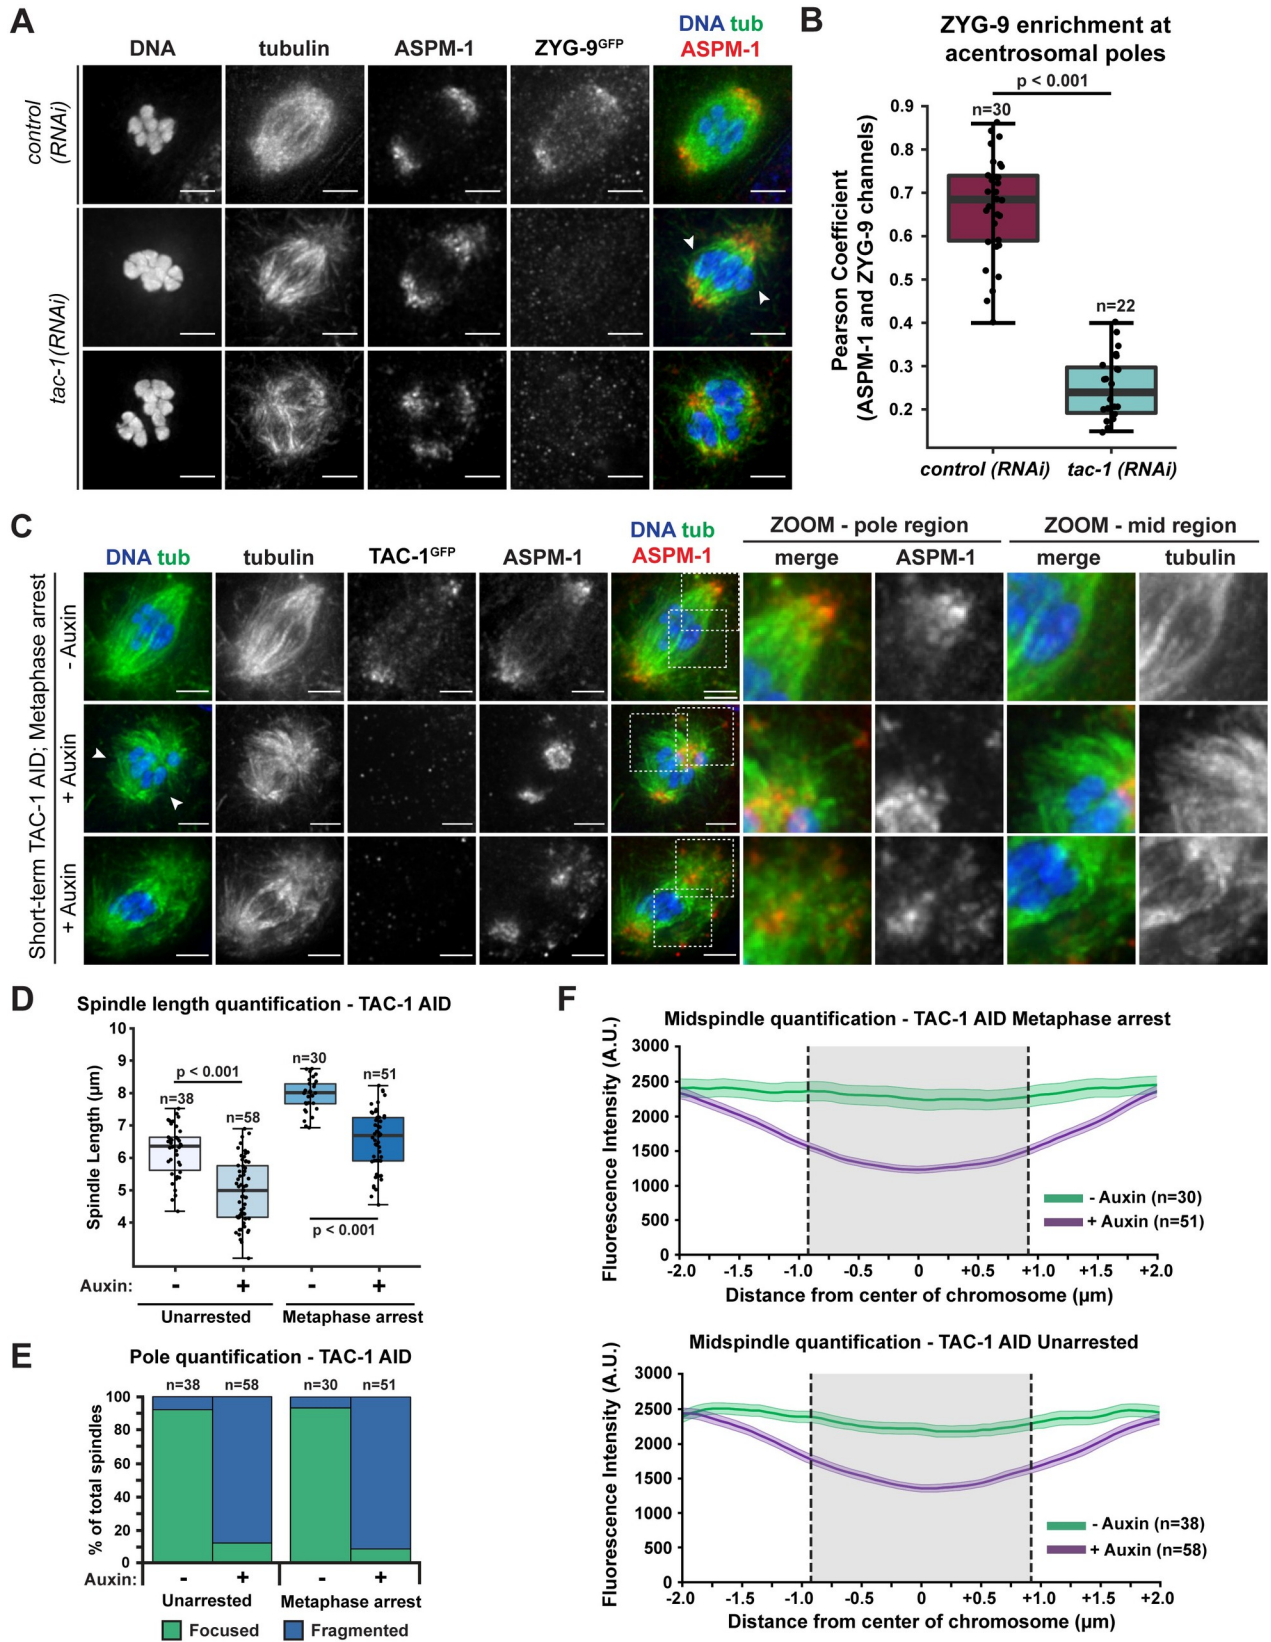 A
DNA
tubulin
ASPM-1
ZYG-9GFP
DNA tub
ASPM-1
control
(RNAi)
tac-1(RNAi)
B
ZYG-9 enrichment at
acentrosomal poles
p < 0.001
n=30
n=22
0.9
0.8
0.7
0.6
0.5
0.4
0.3
0.2
Pearson Coefficient
(ASPM-1 and ZYG-9 channels)
control (RNAi)
tac-1 (RNAi)
C
DNA tub
tubulin
TAC-1GFP
ASPM-1
DNA tub
ASPM-1
ZOOM - pole region
merge
ASPM-1
ZOOM - mid region
merge
tubulin
Short-term TAC-1 AID; Metaphase arrest
- Auxin
+ Auxin
+ Auxin
D
Spindle length quantification - TAC-1 AID
Spindle Length (μm)
10
9
8
7
6
5
4
p < 0.001
n=38
n=58
n=30
n=51
p < 0.001
Auxin:
-
+
-
+
Unarrested
Metaphase arrest
E
Pole quantification - TAC-1 AID
n=38
n=58
n=30
n=51
% of total spindles
100
80
60
40
20
0
Auxin:
-
+
-
+
Unarrested
Metaphase arrest
Focused
Fragmented
F
Midspindle quantification - TAC-1 AID Metaphase arrest
Fluorescence Intensity (A.U.)
3000
2500
2000
1500
1000
500
0
- Auxin (n=30)
+ Auxin (n=51)
-2.0 -1.5 -1.0 -0.5 0 +0.5 +1.0 +1.5 +2.0
Distance from center of chromosome (μm)
Midspindle quantification - TAC-1 AID Unarrested
Fluorescence Intensity (A.U.)
3000
2500
2000
1500
1000
500
0
- Auxin (n=38)
+ Auxin (n=58)
-2.0 -1.5 -1.0 -0.5 0 +0.5 +1.0 +1.5 +2.0
Distance from center of chromosome (μm)